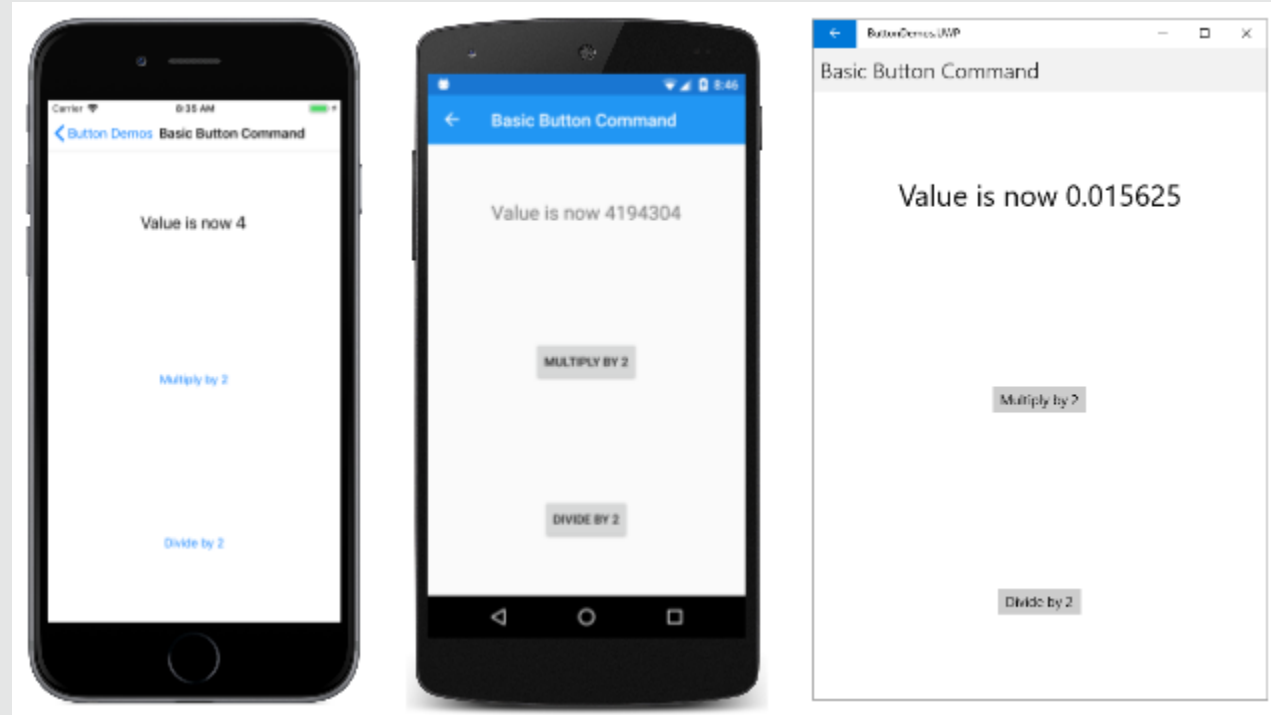 Carrier 8:35 AM
Button Demos Basic Button Command
Value is now 4
Multiply by 2
Divide by 2
8:46
Basic Button Command
Value is now 4194304
MULTIPLY BY 2
DIVIDE BY 2
ButtonDemos.UWP
Basic Button Command
Value is now 0.015625
Multiply by 2
Divide by 2